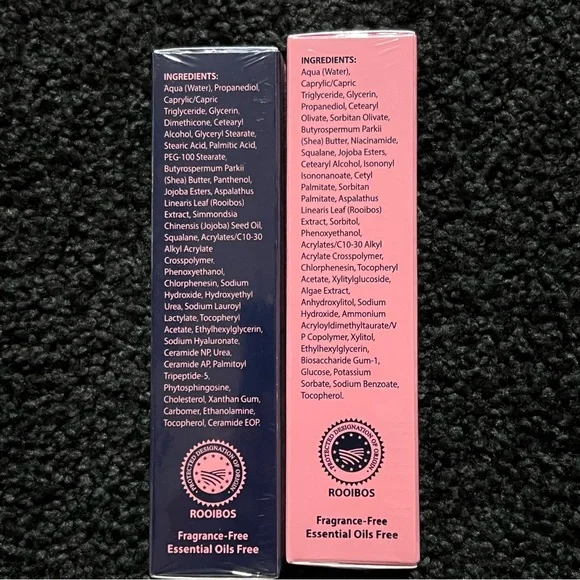 INGREDIENTS:
Aqua (Water), Propanediol,
Caprylic/Capric
Triglyceride, Glycerin,
Dimethicone, Cetearyl
Alcohol, Glyceryl Stearate,
Stearic Acid, Palmitic Acid,
PEG-100 Stearate,
Butyrospermum Parkii
(Shea) Butter, Panthenol,
Jojoba Esters, Aspalathus
Linearis Leaf (Rooibos)
Extract, Simmondsia
Chinensis (Jojoba) Seed Oil,
Squalane, Acrylates/C10-30
Alkyl Acrylate
Crosspolymer,
Phenoxyethanol,
Chlorphenesin, Sodium
Hydroxide, Hydroxyethyl
Urea, Sodium Lauroyl
Lactylate, Tocopheryl
Acetate, Ethylhexylglycerin,
Sodium Hyaluronate,
Ceramide NP, Urea,
Ceramide AP, Palmitoyl
Tripeptide-5,
Phytosphingosine,
Cholesterol, Xanthan Gum,
Carbomer, Ethanolamine,
Tocopherol, Ceramide EOP.
PROTECTED DESIGNATION OF ORIGIN
ROOIBOS
Fragrance-Free
Essential Oils Free
INGREDIENTS:
Aqua (Water),
Caprylic/Capric
Triglyceride, Glycerin,
Propanediol, Cetearyl
Olivate, Sorbitan Olivate,
Butyrospermum Parkii
(Shea) Butter, Niacinamide,
Squalane, Jojoba Esters,
Cetearyl Alcohol, Isononyl
Isononanoate, Cetyl
Palmitate, Sorbitan
Palmitate, Aspalathus
Linearis Leaf (Rooibos)
Extract, Sorbitol,
Phenoxyethanol,
Acrylates/C10-30 Alkyl
Acrylate Crosspolymer,
Chlorphenesin, Tocopheryl
Acetate, Xylitylglucoside,
Algae Extract,
Anhydroxylitol, Sodium
Hydroxide, Ammonium
Acryloyldimethyltaurate/V
P Copolymer, Xylitol,
Ethylhexylglycerin,
Biosaccharide Gum-1,
Glucose, Potassium
Sorbate, Sodium Benzoate,
Tocopherol.
PROTECTED DESIGNATION OF ORIGIN
ROOIBOS
Fragrance-Free
Essential Oils Free